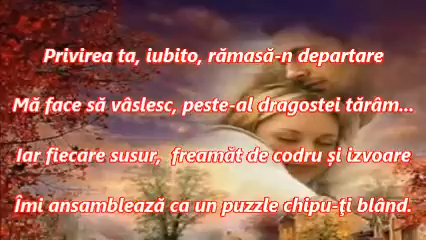 Privirea ta, iubito, rămasă-n departare
Mă face să vâslesc, peste-al dragostei tărâm...
Iar fiecare susur, freamăt de codru și izvoare
Îmi ansamblează ca un puzzle chipu-ţi blând.